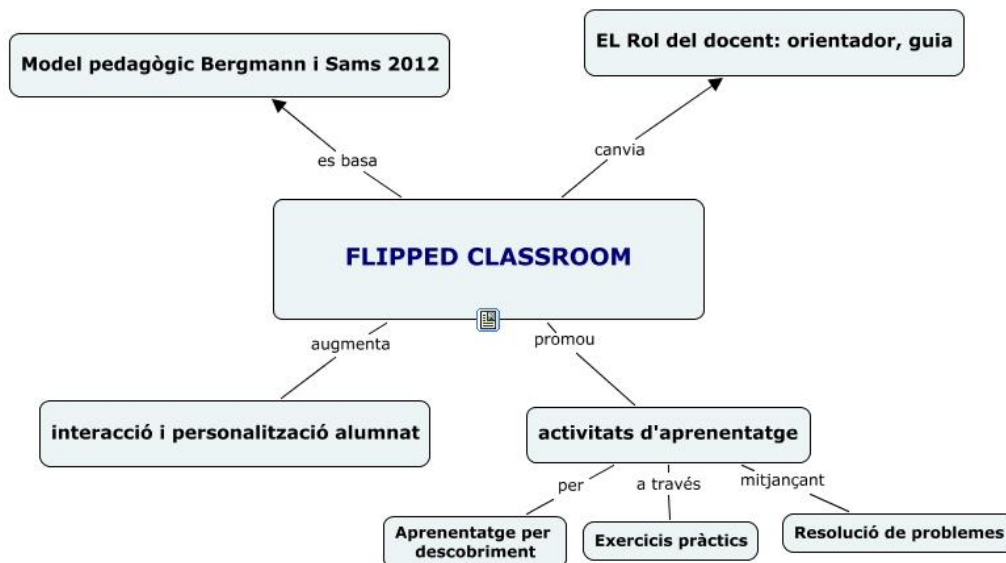 EL Rol del docent: orientador, guia
Model pedagògic Bergmann i Sams 2012
canvia
es basa
FLIPPED CLASSROOM
augmenta
promou
interacció i personalització alumnat
activitats d'aprenentatge
per
a través
mitjançant
Aprenentatge per
descobriment
Exercicis pràctics
Resolució de problemes